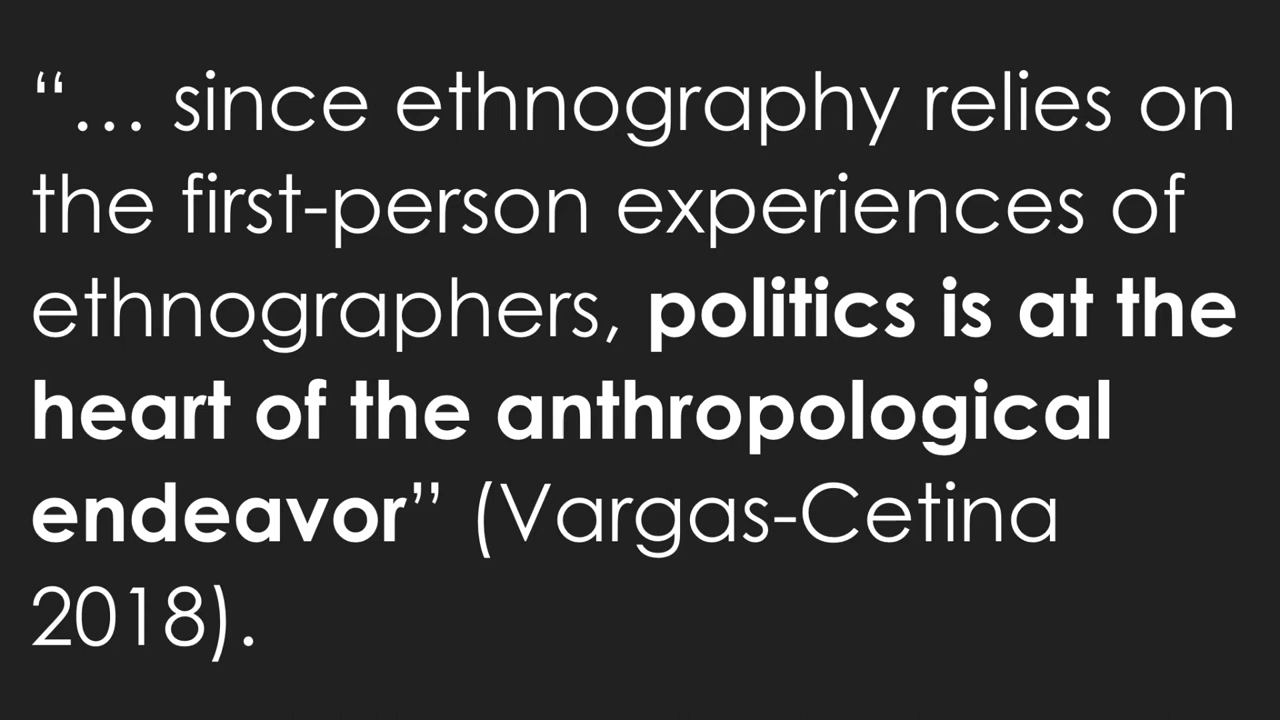 “… since ethnography relies on
the first-person experiences of
ethnographers, politics is at the
heart of the anthropological
endeavor” (Vargas-Cetina
2018).